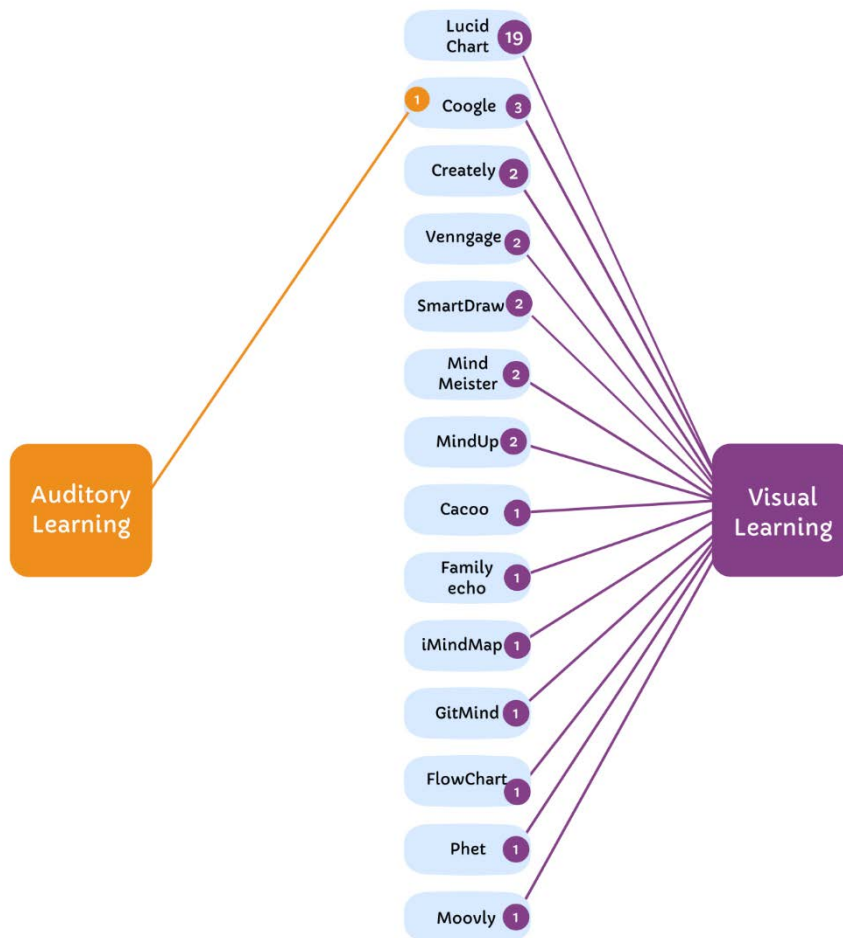 Lucid
Chart
19
1
Coogle
3
Creately
2
Venngage
2
SmartDraw
2
Mind
Meister
2
MindUp
2
Auditory
Learning
Visual
Learning
Cacoo
1
Family
echo
1
iMindMap
1
GitMind
1
FlowChart
1
Phet
1
Moovly
1